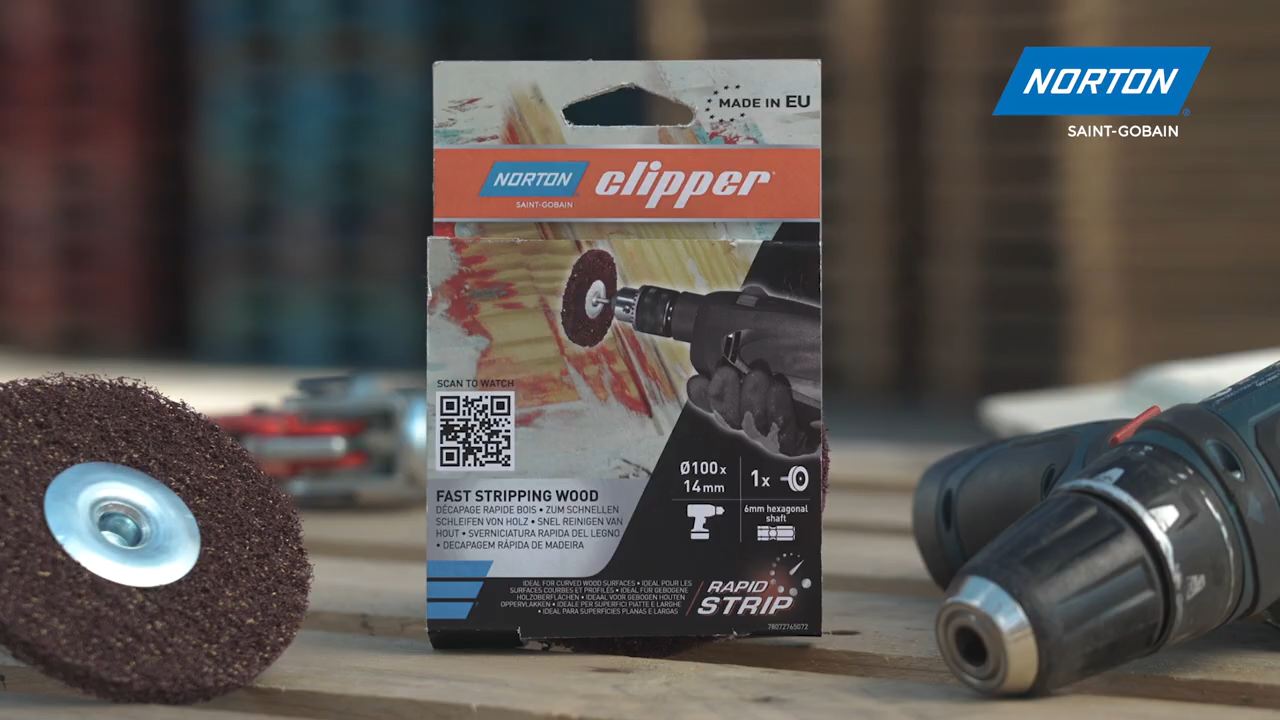 NORTON
SAINT-GOBAIN
MADE IN EU
NORTON clipper
SAINT-GOBAIN
SCAN TO WATCH
FAST STRIPPING WOOD
DÉCAPAGE RAPIDE BOIS • ZUM SCHNELLEN
SCHLEIFEN VON HOLZ • SNEL REINIGEN VAN
HOUT • SVERNICIATURA RAPIDA DEL LEGNO
• DECAPAGEM RÁPIDA DE MADEIRA
Ø100 x
14 mm
1x
6mm hexagonal
shaft
IDEAL FOR CURVED WOOD SURFACES • IDEAL POUR LES
SURFACES COURBES ET PROFILÉS • IDEAL FÜR GEBOGENE
HOLZOBERFLÄCHEN • IDEAAL VOOR GEBOGEN HOUTEN
OPPERVLAKKEN • IDEALE PER SUPERFICI PIATTE E LARGHE
• IDEAL PARA SUPERFÍCIES PLANAS E LARGAS
RAPID
STRIP
78072765072